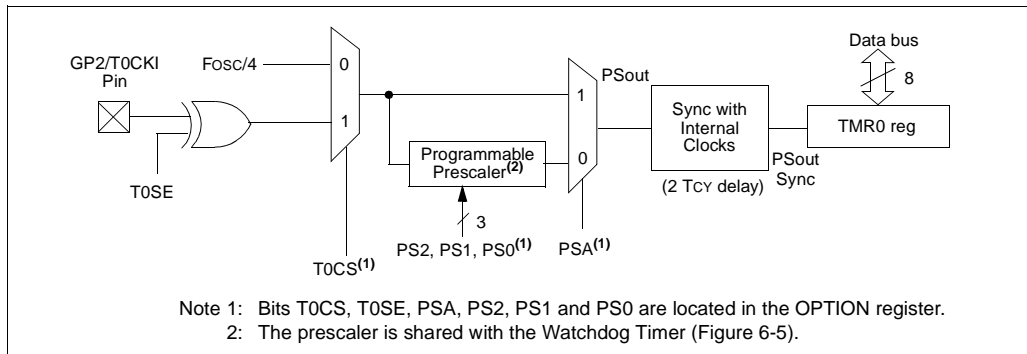 GP2/T0CKI
Pin
FOSC/4
T0SE
0
1
T0CS(1)
Programmable
Prescaler(2)
3
PS2, PS1, PS0(1)
1
0
PSA(1)
PSout
Sync with
Internal
Clocks
(2 TCY delay)
PSout
Sync
Data bus
8
TMR0 reg
Note 1: Bits T0CS, T0SE, PSA, PS2, PS1 and PS0 are located in the OPTION register.
2: The prescaler is shared with the Watchdog Timer (Figure 6-5).